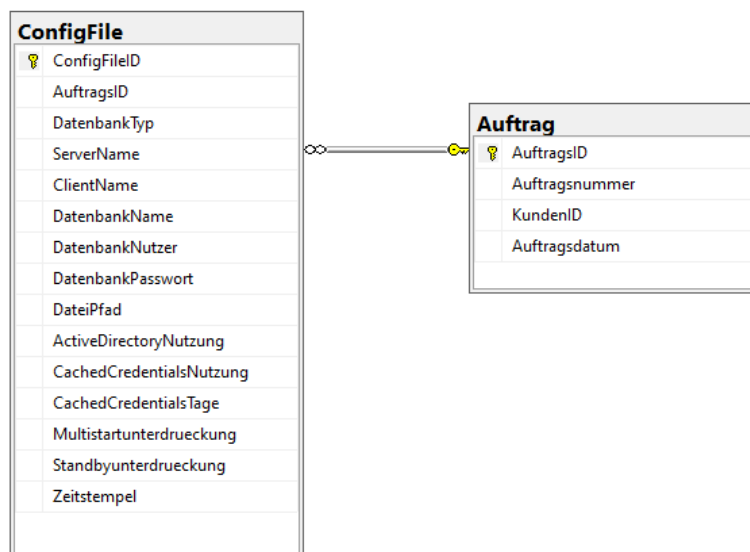 ConfigFile
ConfigFileID
AuftragsID
DatenbankTyp
ServerName
ClientName
DatenbankName
DatenbankNutzer
DatenbankPasswort
DateiPfad
ActiveDirectoryNutzung
CachedCredentialsNutzung
CachedCredentialsTage
Multistartunterdrueckung
Standbyunterdrueckung
Zeitstempel
Auftrag
AuftragsID
Auftragsnummer
KundenID
Auftragsdatum